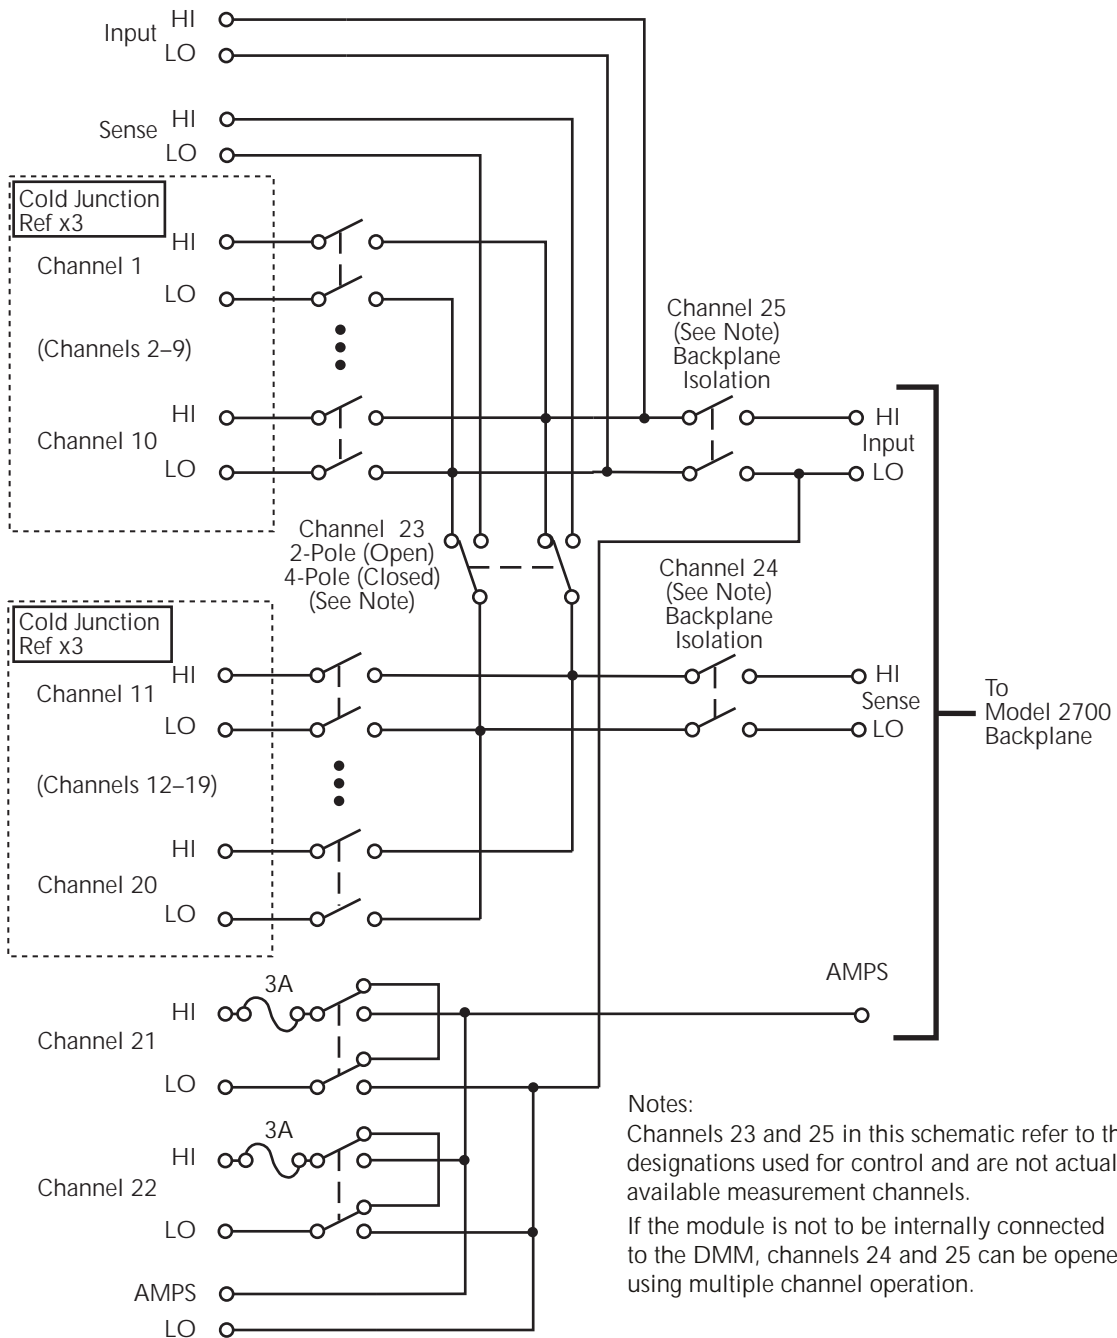 Input HI
LO
Sense HI
LO
Cold Junction
Ref x3
HI
Channel 1
LO
(Channels 2–9)
HI
Channel 10
LO
Channel 25
(See Note)
Backplane
Isolation
HI
Input
LO
Channel 23
2-Pole (Open)
4-Pole (Closed)
(See Note)
Channel 24
(See Note)
Backplane
Isolation
Cold Junction
Ref x3
HI
Channel 11
LO
(Channels 12–19)
HI
Channel 20
LO
HI
Sense
LO
To
Model 2700
Backplane
AMPS
3A
HI
Channel 21
LO
3A
HI
Channel 22
LO
AMPS
LO
Notes:
Channels 23 and 25 in this schematic refer to th
designations used for control and are not actual
available measurement channels.
If the module is not to be internally connected
to the DMM, channels 24 and 25 can be opene
using multiple channel operation.